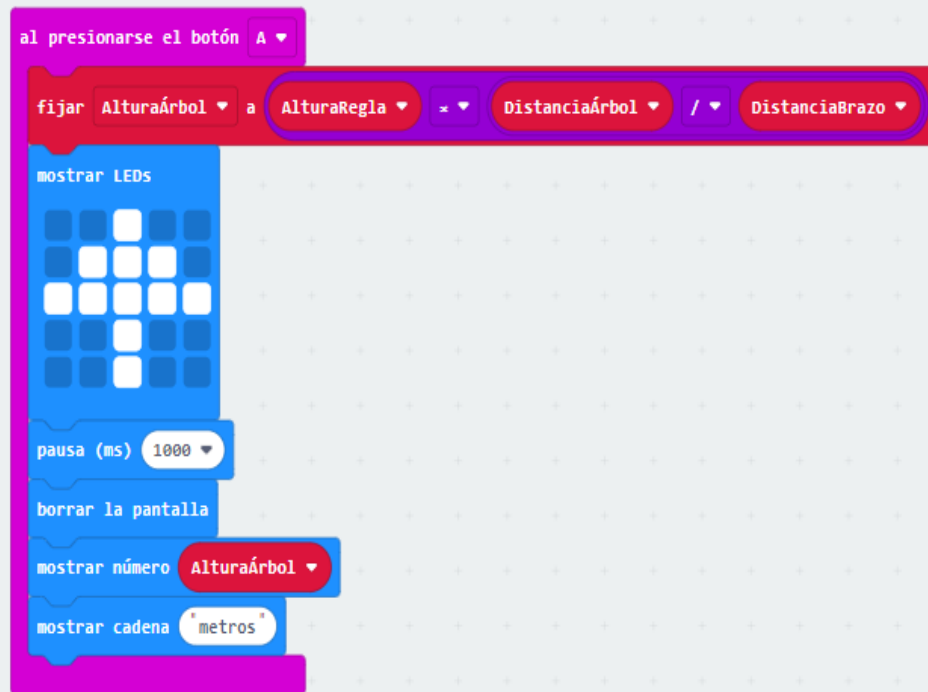 al presionarse el botón A
fijar AlturaÁrbol a AlturaRegla × DistanciaÁrbol / DistanciaBrazo
mostrar LEDs
pausa (ms) 1000
borrar la pantalla
mostrar número AlturaÁrbol
mostrar cadena "metros"